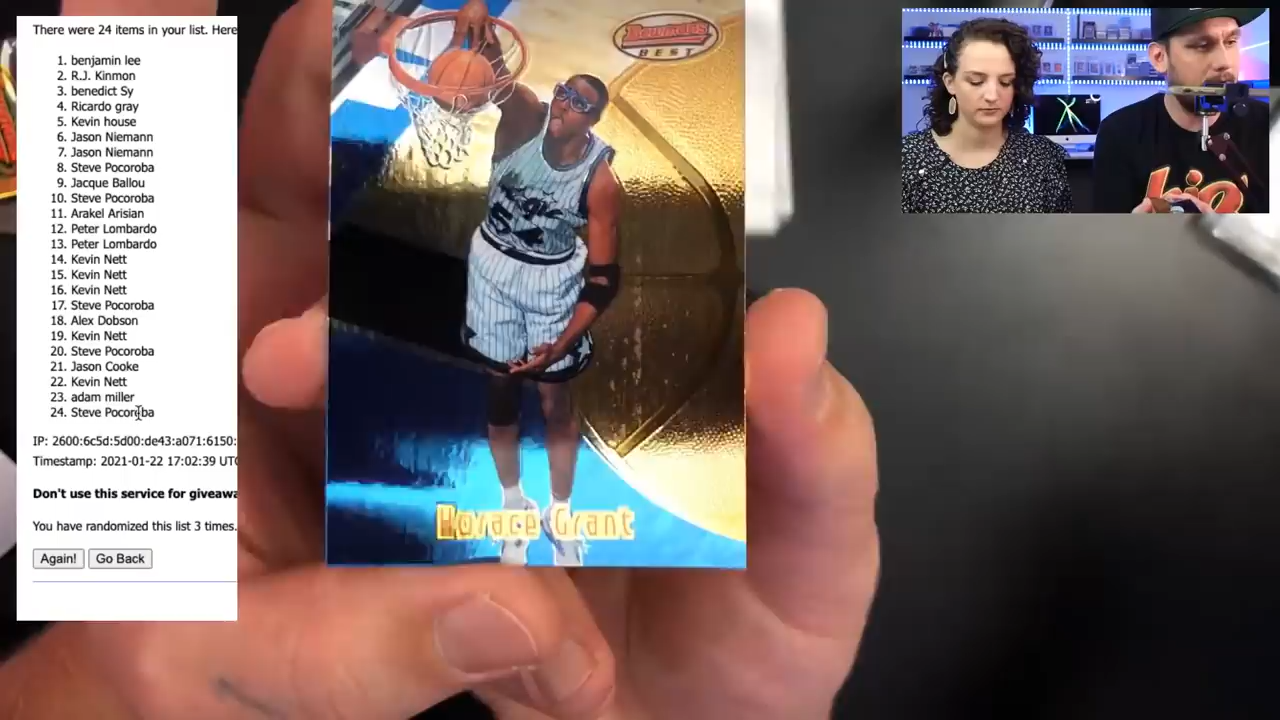 There were 24 items in your list. Here
1. benjamin lee
2. R.J. Kinmon
3. benedict Sy
4. Ricardo gray
5. Kevin house
6. Jason Niemann
7. Jason Niemann
8. Steve Pocoroba
9. Jacque Ballou
10. Steve Pocoroba
11. Arakel Arisian
12. Peter Lombardo
13. Peter Lombardo
14. Kevin Nett
15. Kevin Nett
16. Kevin Nett
17. Steve Pocoroba
18. Alex Dobson
19. Kevin Nett
20. Steve Pocoroba
21. Jason Cooke
22. Kevin Nett
23. adam miller
24. Steve Pocoroba
IP: 2600:6c5d:5d00:de43:a071:6150:
Timestamp: 2021-01-22 17:02:39 UTC
Don't use this service for giveawa
You have randomized this list 3 times.
Again! Go Back
Bowman's
BEST
Magic
54
Horace Grant